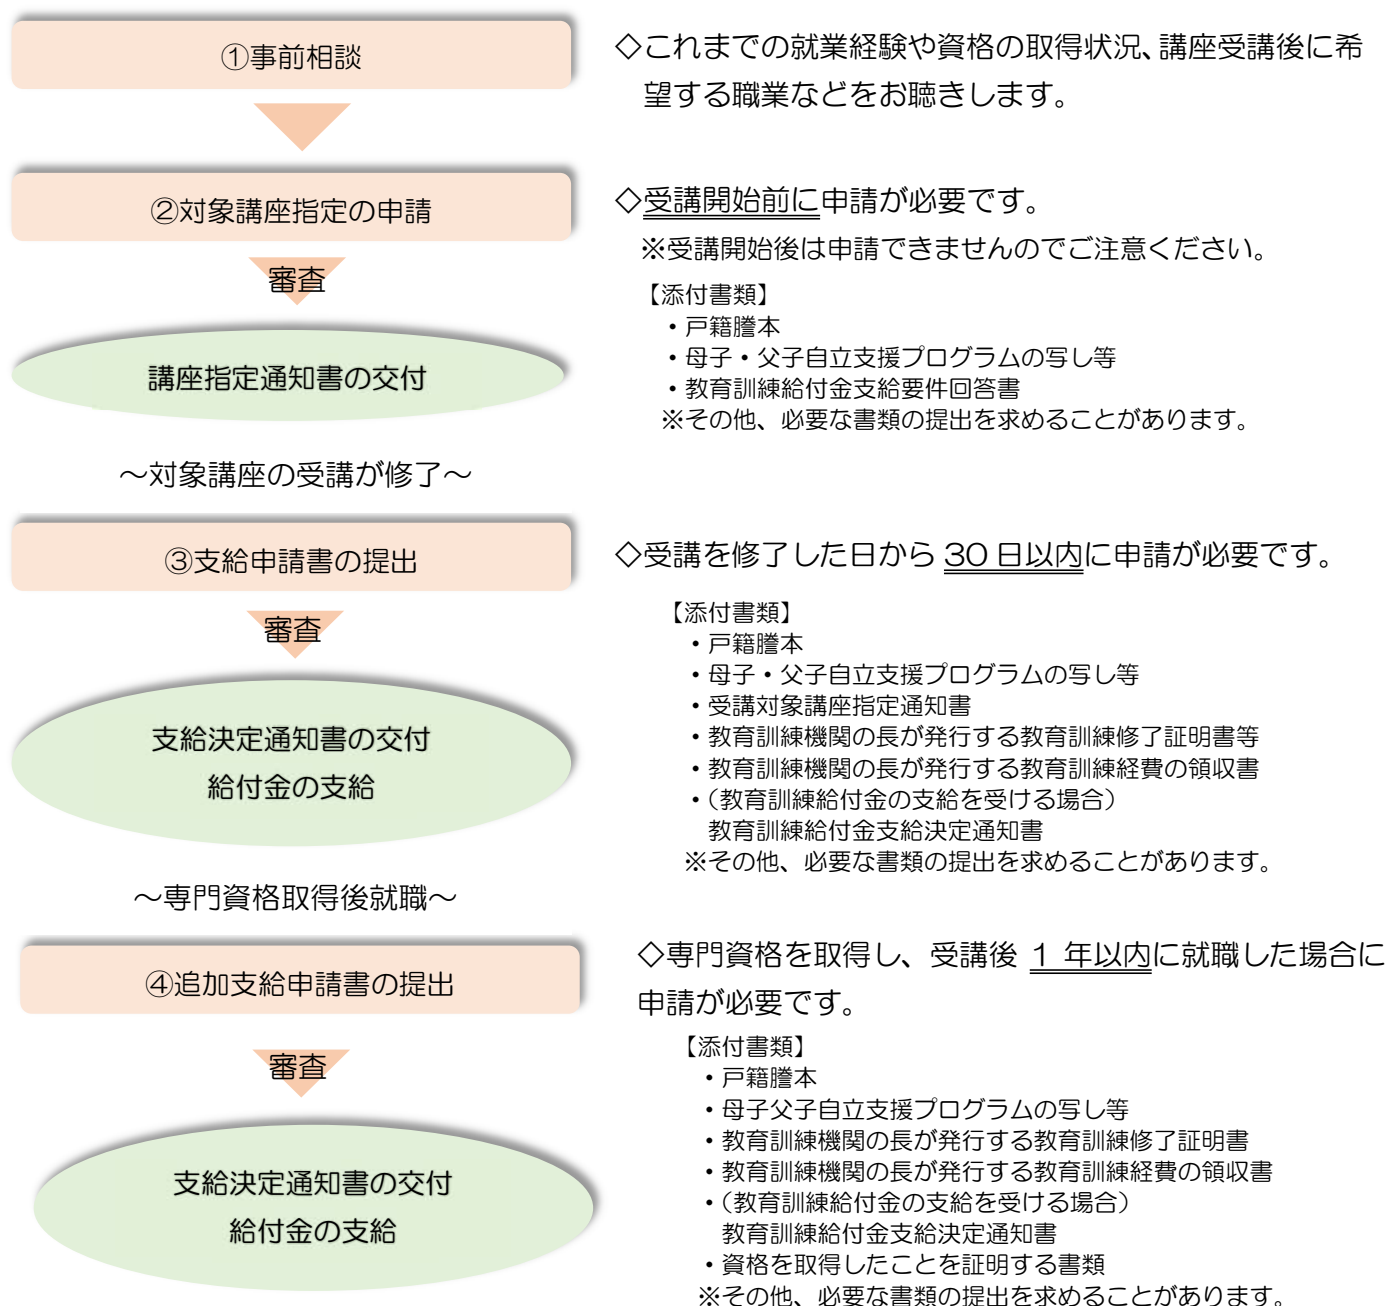 ①事前相談
◇これまでの就業経験や資格の取得状況、講座受講後に希
望する職業などをお聴きします。
②対象講座指定の申請
◇受講開始前に申請が必要です。
※受講開始後は申請できませんのでご注意ください。
審査
【添付書類】
・戸籍謄本
・母子・父子自立支援プログラムの写し等
・教育訓練給付金支給要件回答書
※その他、必要な書類の提出を求めることがあります。
講座指定通知書の交付
～対象講座の受講が修了～
③支給申請書の提出
◇受講を修了した日から 30 日以内に申請が必要です。
審査
【添付書類】
・戸籍謄本
・母子・父子自立支援プログラムの写し等
・受講対象講座指定通知書
・教育訓練機関の長が発行する教育訓練修了証明書等
・教育訓練機関の長が発行する教育訓練経費の領収書
・（教育訓練給付金の支給を受ける場合）
教育訓練給付金支給決定通知書
※その他、必要な書類の提出を求めることがあります。
支給決定通知書の交付
給付金の支給
～専門資格取得後就職～
④追加支給申請書の提出
◇専門資格を取得し、受講後 1 年以内に就職した場合に
申請が必要です。
審査
【添付書類】
・戸籍謄本
・母子父子自立支援プログラムの写し等
・教育訓練機関の長が発行する教育訓練修了証明書
・教育訓練機関の長が発行する教育訓練経費の領収書
・（教育訓練給付金の支給を受ける場合）
教育訓練給付金支給決定通知書
・資格を取得したことを証明する書類
※その他、必要な書類の提出を求めることがあります。
支給決定通知書の交付
給付金の支給